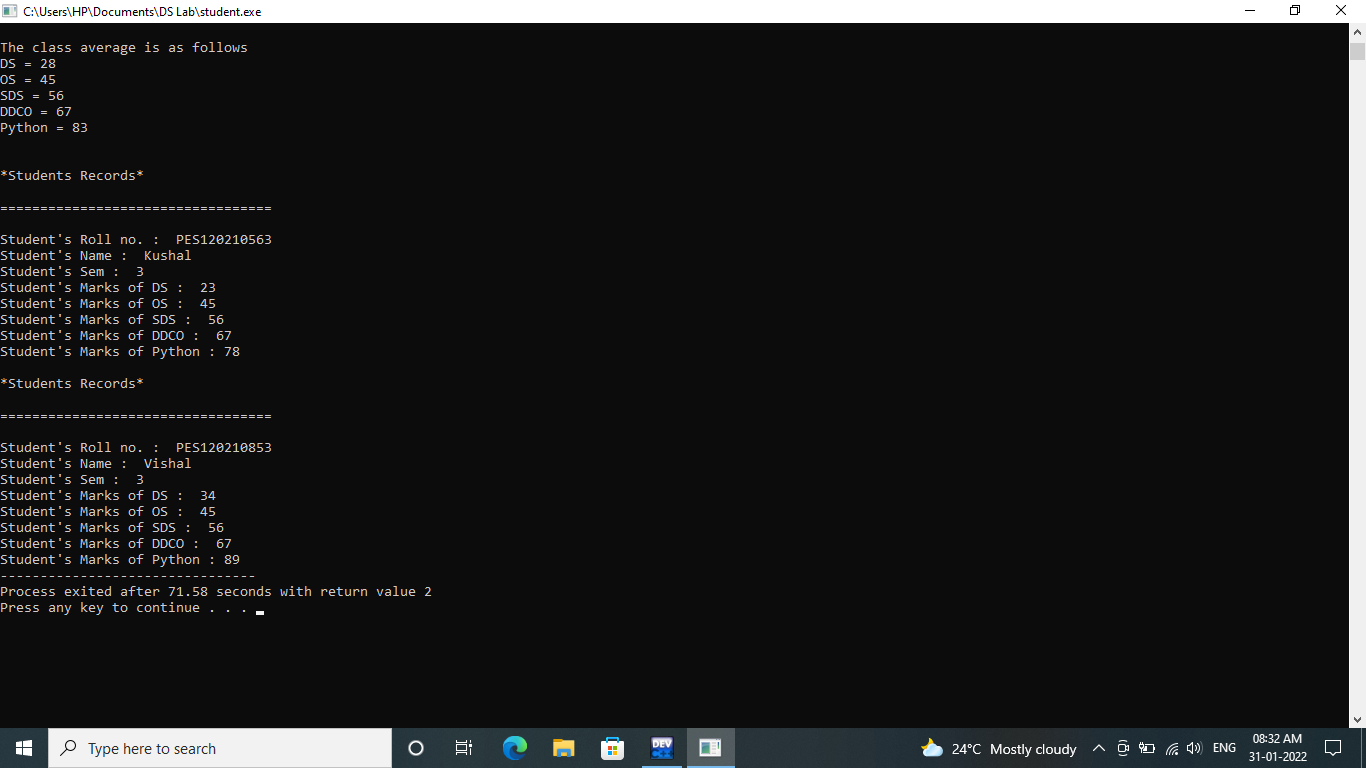 C:\Users\HP\Documents\DS Lab\student.exe
The class average is as follows
DS = 28
OS = 45
SDS = 56
DDCO = 67
Python = 83
*Students Records*
==================================
Student's Roll no. :  PES120210563
Student's Name :  Kushal
Student's Sem :  3
Student's Marks of DS :  23
Student's Marks of OS :  45
Student's Marks of SDS :  56
Student's Marks of DDCO :  67
Student's Marks of Python : 78
*Students Records*
==================================
Student's Roll no. :  PES120210853
Student's Name :  Vishal
Student's Sem :  3
Student's Marks of DS :  34
Student's Marks of OS :  45
Student's Marks of SDS :  56
Student's Marks of DDCO :  67
Student's Marks of Python : 89
--------------------------------
Process exited after 71.58 seconds with return value 2
Press any key to continue . . .
Type here to search
DEV
24°C Mostly cloudy
ENG
08:32 AM
31-01-2022